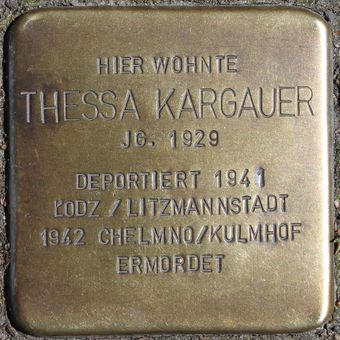 HIER WOHNTE
THESSA KARGAUER
JG. 1929
DEPORTIERT 1941
ŁODZ / LITZMANNSTADT
1942 CHELMNO/KULMHOF
ERMORDET